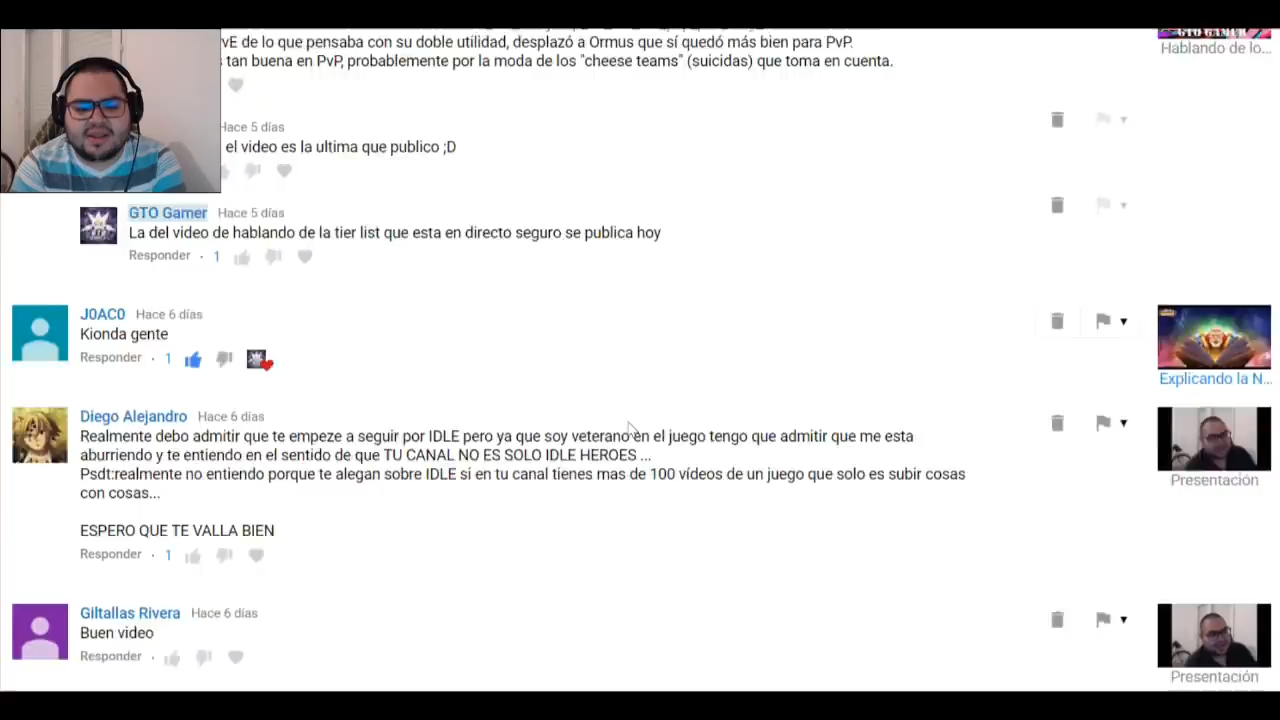 GTO GAMER
vE de lo que pensaba con su doble utilidad, desplazó a Ormus que sí quedó más bien para PvP.
Hablando de lo...
s tan buena en PvP, probablemente por la moda de los "cheese teams" (suicidas) que toma en cuenta.
Hace 5 días
el video es la ultima que publico ;D
GTO Gamer Hace 5 días
La del video de hablando de la tier list que esta en directo seguro se publica hoy
Responder · 1
J0AC0 Hace 6 días
Kionda gente
Responder · 1
Explicando la N...
Diego Alejandro Hace 6 días
Realmente debo admitir que te empeze a seguir por IDLE pero ya que soy veterano en el juego tengo que admitir que me esta
aburriendo y te entiendo en el sentido de que TU CANAL NO ES SOLO IDLE HEROES ...
Psdt:realmente no entiendo porque te alegan sobre IDLE si en tu canal tienes mas de 100 vídeos de un juego que solo es subir cosas
con cosas...
Presentación
ESPERO QUE TE VALLA BIEN
Responder · 1
Giltallas Rivera Hace 6 días
Buen video
Responder ·
Presentación